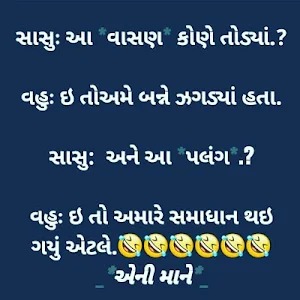 સાસુઃ આ *વાસણ* કોણે તોડ્યાં.?
વહુઃ ઇ તોઅમે બન્ને ઝગડ્યાં હતા.
સાસુ:  અને આ *પલંગ*.?
વહુઃ ઇ તો અમારે સમાધાન થઇ
ગયું એટલે.🤣🤣🤣🤣🤣🤣
_*એની માને*_